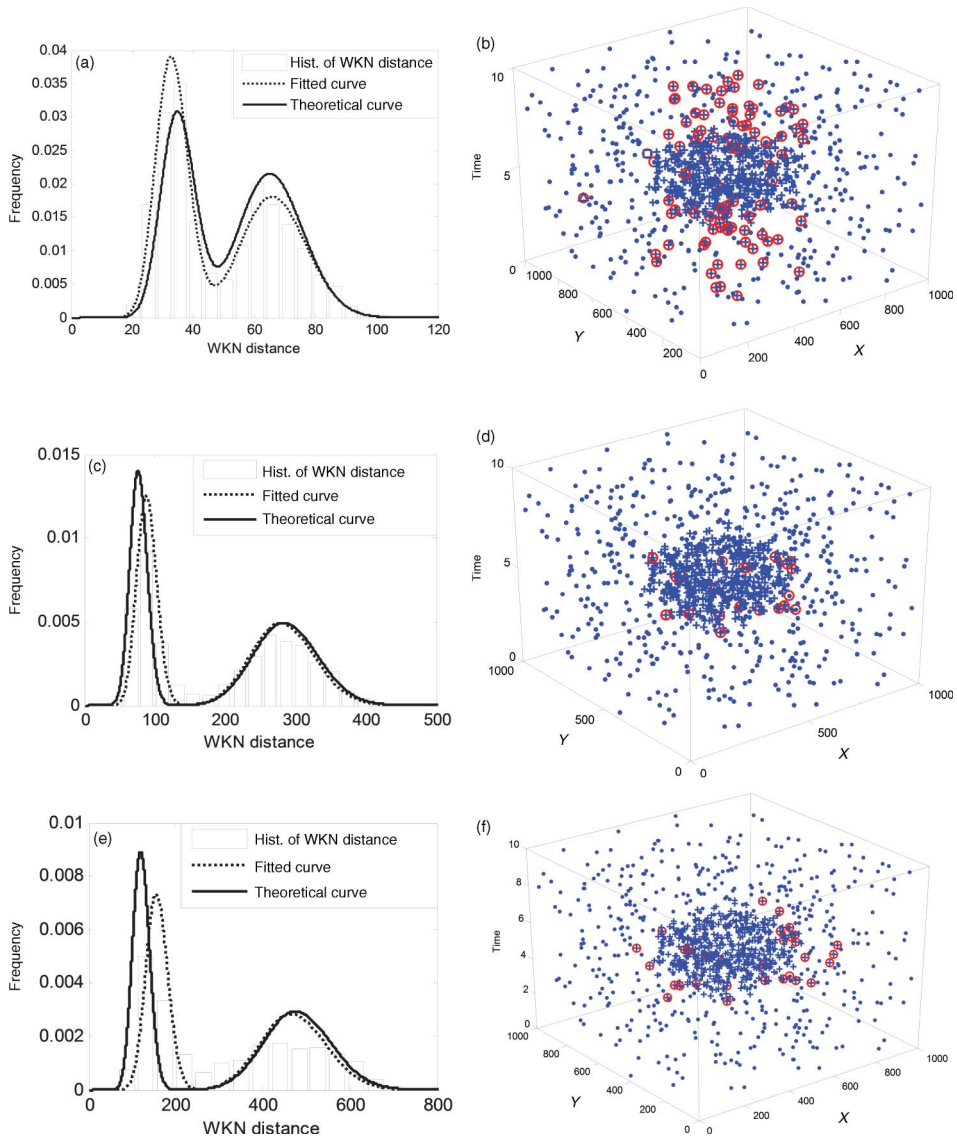 (a)
Hist. of WKN distance
Fitted curve
Theoretical curve
0.04
0.035
0.03
0.025
0.02
0.015
0.01
0.005
0
Frequency
0 20 40 60 80 100 120
WKN distance
(b)
10
5
0
Time
1000 800 600 400 200
Y
0 200 400 600 800 1000
X
(c)
Hist. of WKN distance
Fitted curve
Theoretical curve
0.015
0.01
0.005
0
Frequency
0 100 200 300 400 500
WKN distance
(d)
10
5
0
Time
1000 500 0
Y
0 500 1000
X
(e)
Hist. of WKN distance
Fitted curve
Theoretical curve
0.01
0.008
0.006
0.004
0.002
0
Frequency
0 200 400 600 800
WKN distance
(f)
10
8
6
4
2
0
Time
1000 800 600 400 200 0
Y
0 200 400 600 800 1000
X